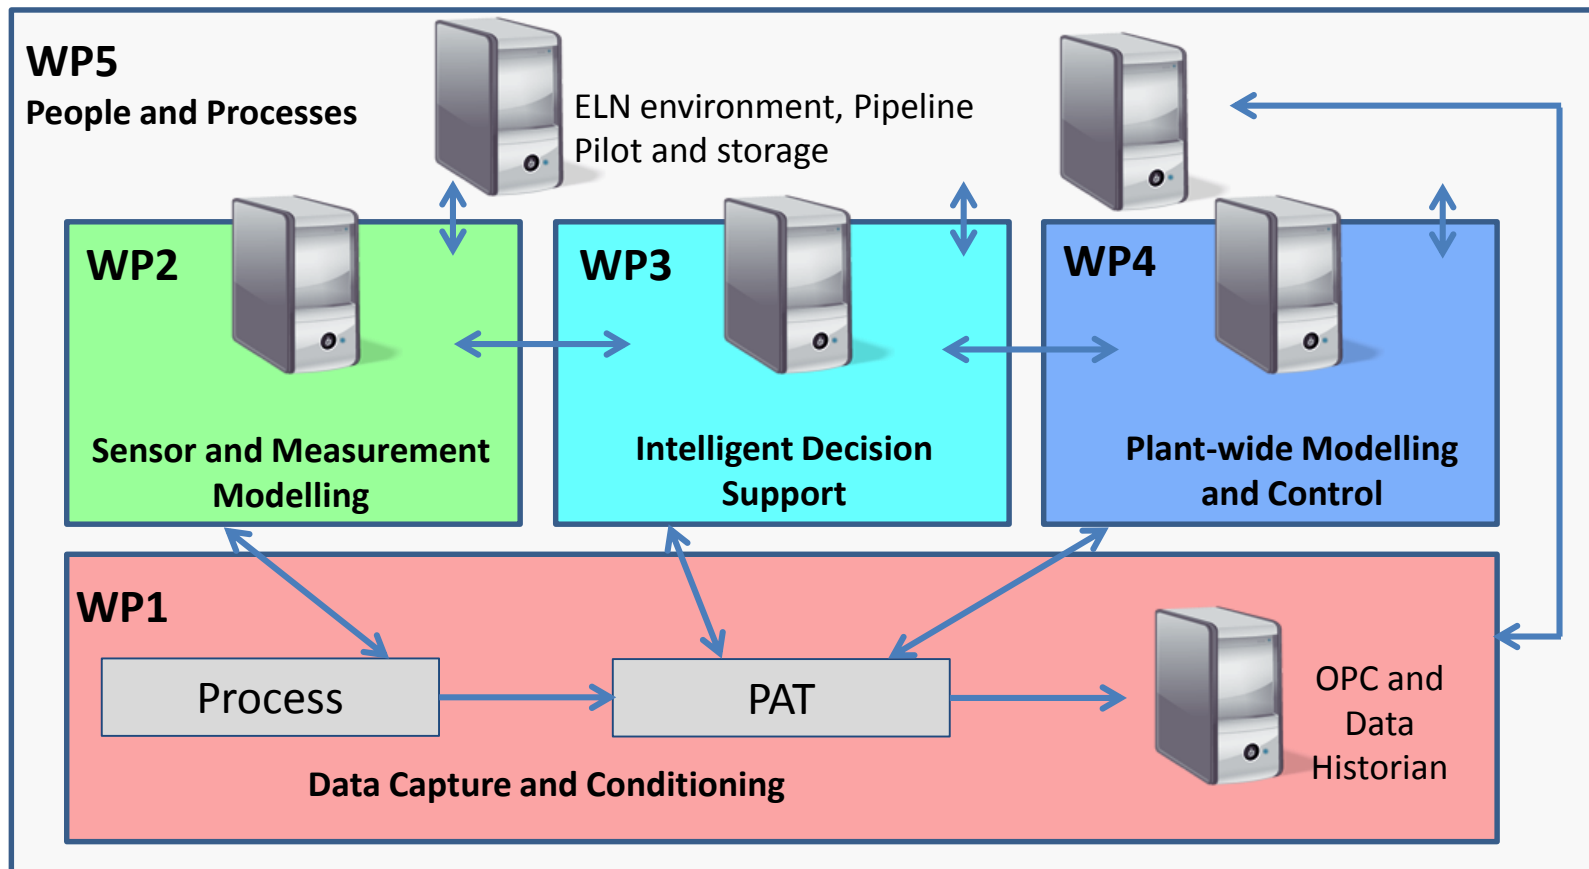 WP5
People and Processes
ELN environment, Pipeline
Pilot and storage
WP2
Sensor and Measurement
Modelling
WP3
Intelligent Decision
Support
WP4
Plant-wide Modelling
and Control
WP1
Process
PAT
OPC and
Data
Historian
Data Capture and Conditioning